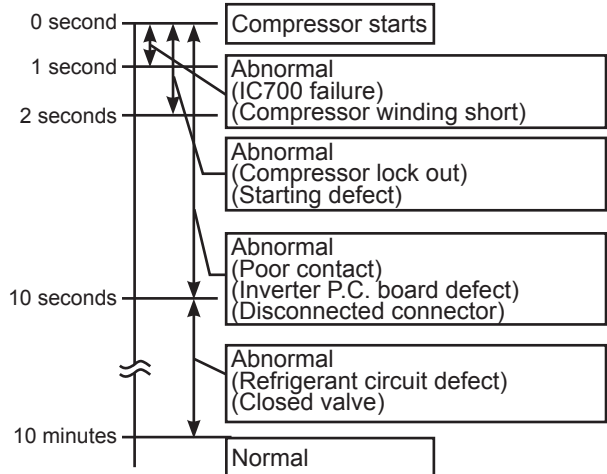 0 second
Compressor starts
1 second
Abnormal
(IC700 failure)
(Compressor winding short)
2 seconds
Abnormal
(Compressor lock out)
(Starting defect)
Abnormal
(Poor contact)
(Inverter P.C. board defect)
(Disconnected connector)
10 seconds
Abnormal
(Refrigerant circuit defect)
(Closed valve)
10 minutes
Normal